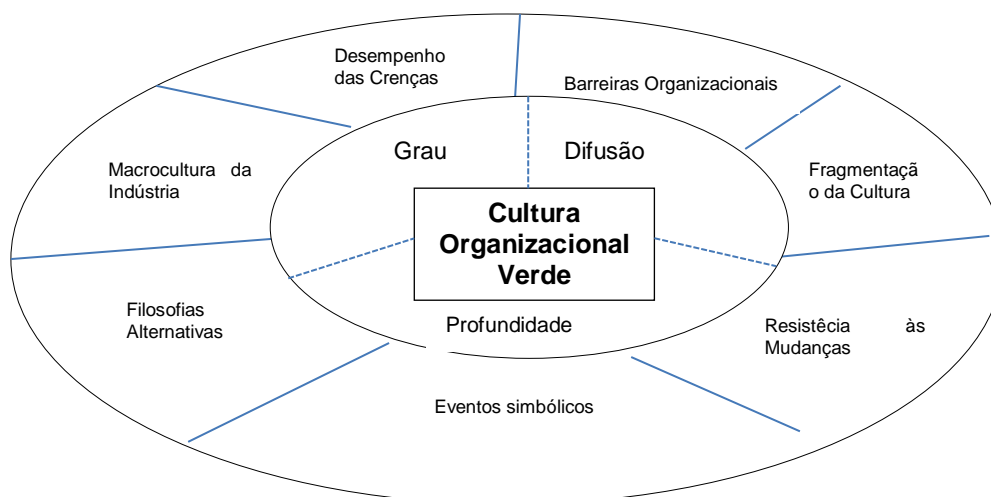 Desempenho
das Crenças
Barreiras Organizacionais
Grau
Difusão
Macrocultura da
Indústria
Fragmentaçã
o da Cultura
Cultura
Organizacional
Verde
Filosofias
Alternativas
Profundidade
Resistêcia às
Mudanças
Eventos simbólicos